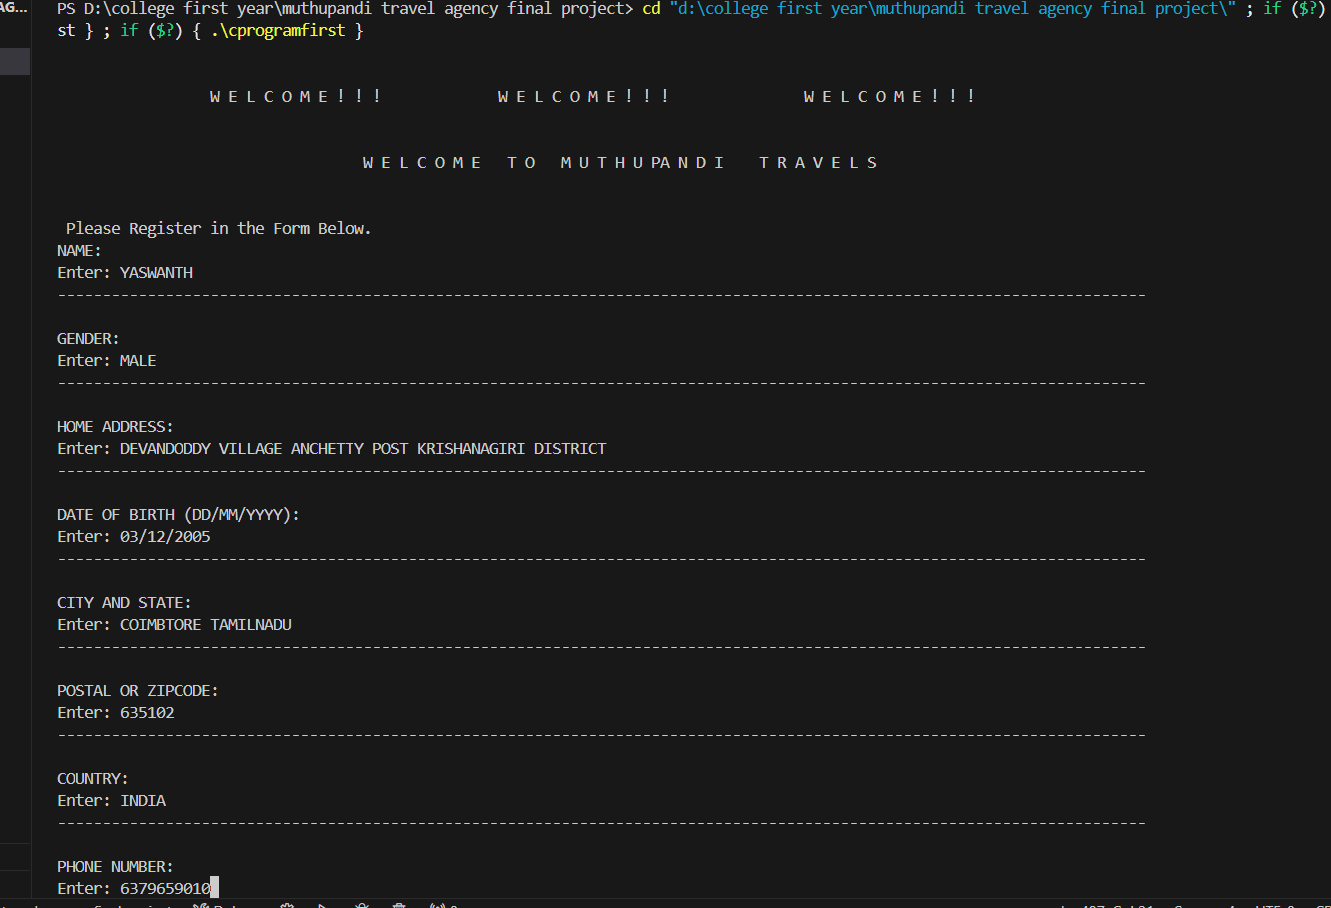 AG...
PS D:\college first year\muthupandi travel agency final project> cd "d:\college first year\muthupandi travel agency final project\" ; if ($?)
st } ; if ($?) { .\cprogramfirst }
W E L C O M E ! ! ! W E L C O M E ! ! ! W E L C O M E ! ! !
W E L C O M E T O M U T H U PA N D I T R A V E L S
Please Register in the Form Below.
NAME:
Enter: YASWANTH
-------------------------------------------------------------------------------------------------------------------------
GENDER:
Enter: MALE
-------------------------------------------------------------------------------------------------------------------------
HOME ADDRESS:
Enter: DEVANDODDY VILLAGE ANCHETTY POST KRISHANAGIRI DISTRICT
-------------------------------------------------------------------------------------------------------------------------
DATE OF BIRTH (DD/MM/YYYY):
Enter: 03/12/2005
-------------------------------------------------------------------------------------------------------------------------
CITY AND STATE:
Enter: COIMBTORE TAMILNADU
-------------------------------------------------------------------------------------------------------------------------
POSTAL OR ZIPCODE:
Enter: 635102
-------------------------------------------------------------------------------------------------------------------------
COUNTRY:
Enter: INDIA
-------------------------------------------------------------------------------------------------------------------------
PHONE NUMBER:
Enter: 6379659010